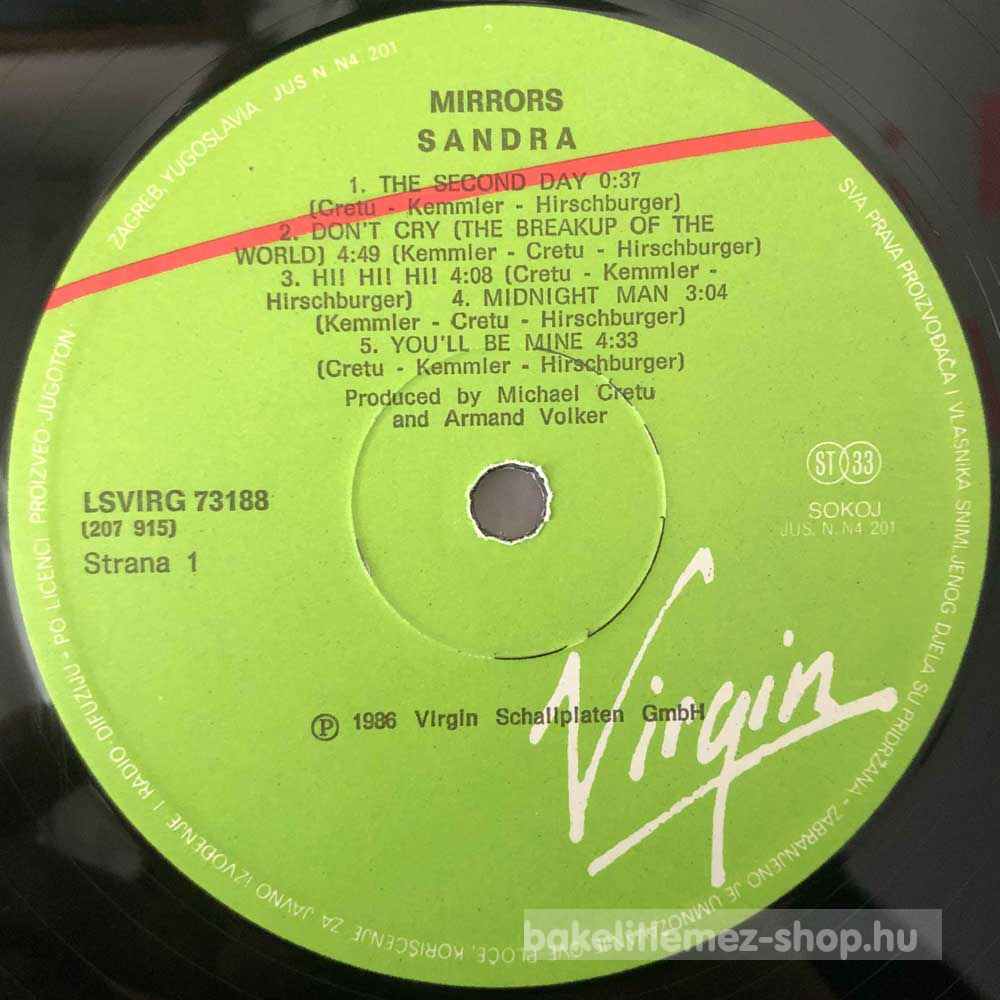 MIRRORS
SANDRA
1. THE SECOND DAY 0:37
(Cretu - Kemmler - Hirschburger)
2. DON'T CRY (THE BREAKUP OF THE
WORLD) 4:49 (Kemmler - Cretu - Hirschburger)
3. HI! HI! HI! 4:08 (Cretu - Kemmler -
Hirschburger) 4. MIDNIGHT MAN 3:04
(Kemmler - Cretu - Hirschburger)
5. YOU'LL BE MINE 4:33
(Cretu - Kemmler - Hirschburger)
Produced by Michael Cretu
and Armand Volker
LSVIRG 73188
(207 915)
Strana 1
ST 33
SOKOJ
JUS. N. N4 201
Ⓟ 1986 Virgin Schallplaten GmbH
Virgin
PO LICENCI PROIZVEO JUGOTON
ZAGREB, YUGOSLAVIA JUS N. N4 201
SVA PRAVA PROIZVOĐAČA I VLASNIKA SNIMLJENOG DJELA SU PRIDRŽANA - ZABRANJENO JE UMNOŽAVANJE OVE PLOČE, KORIŠĆENJE ZA JAVNO IZVOĐENJE I RADIO-DIFUZIJU -
bakelitlemez-shop.hu